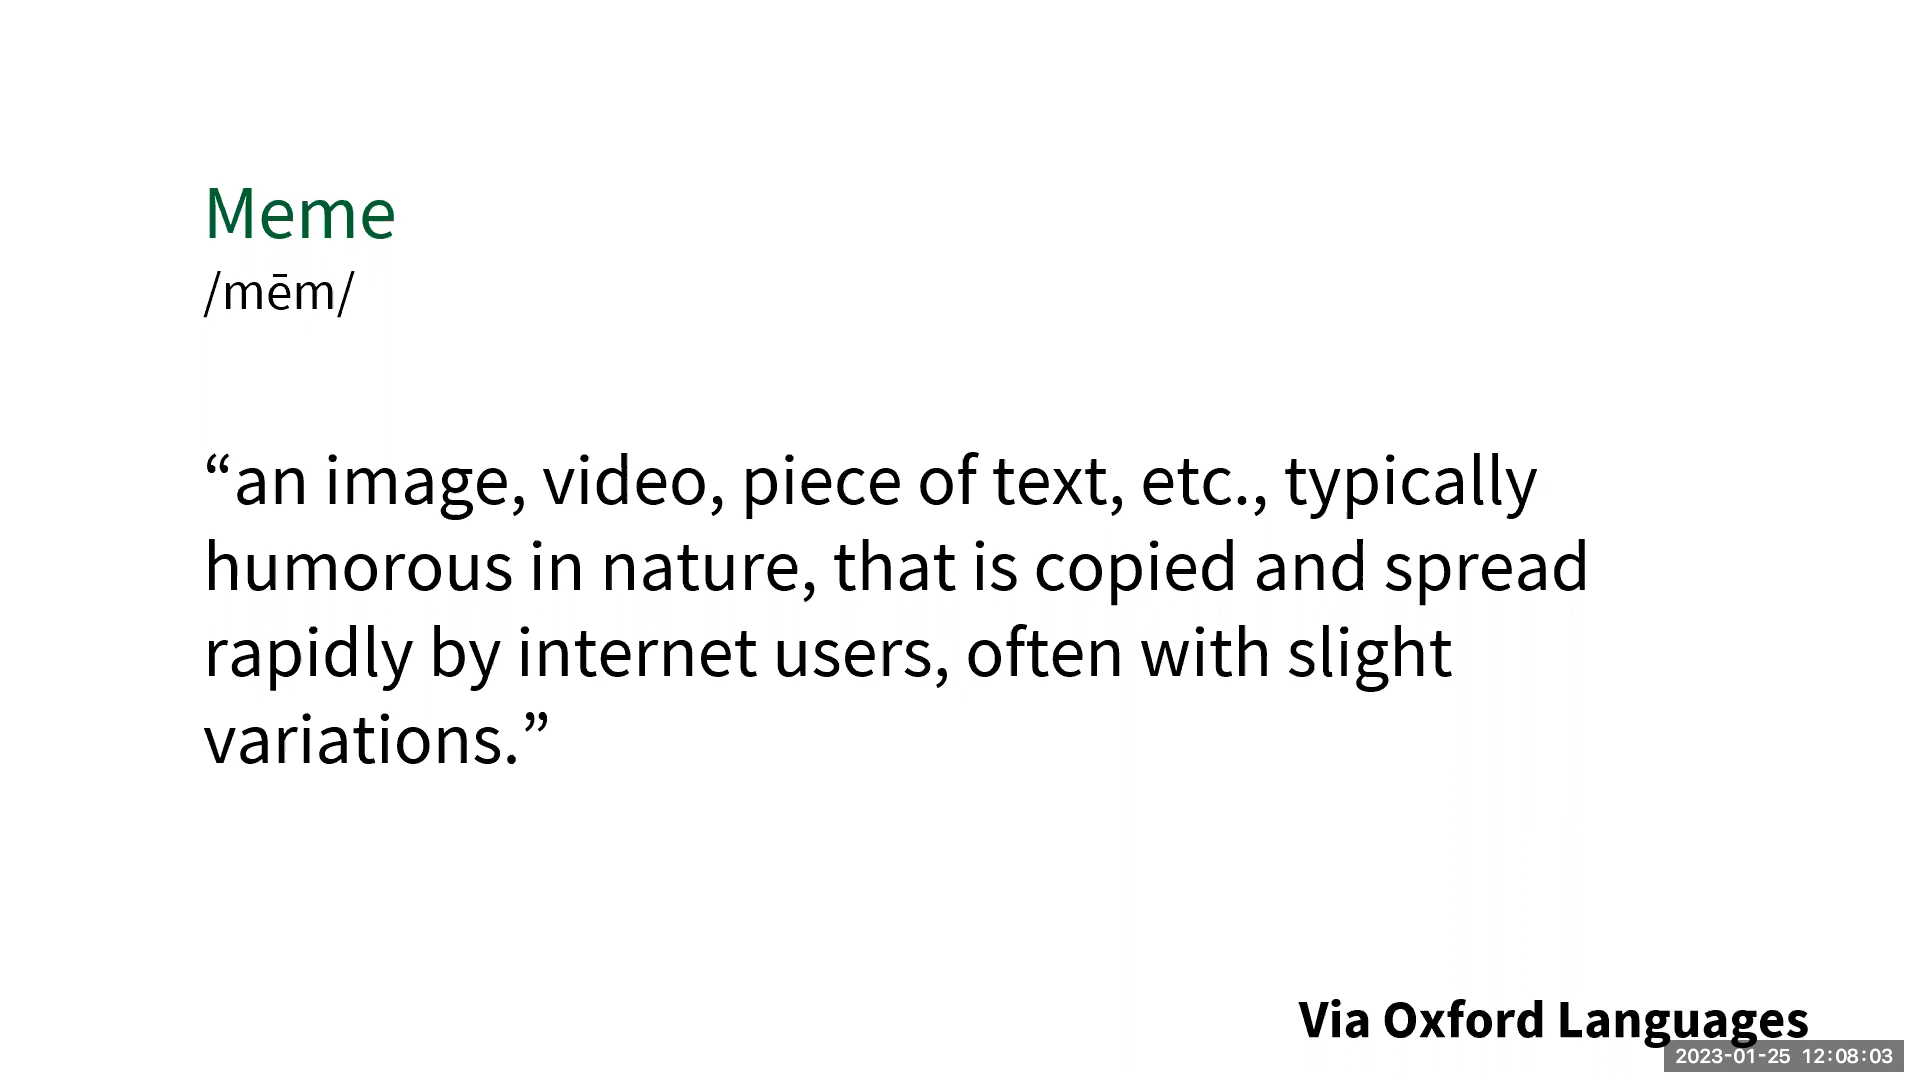 Meme
/mēm/
“an image, video, piece of text, etc., typically
humorous in nature, that is copied and spread
rapidly by internet users, often with slight
variations.”
Via Oxford Languages
2023-01-25 12:08:03